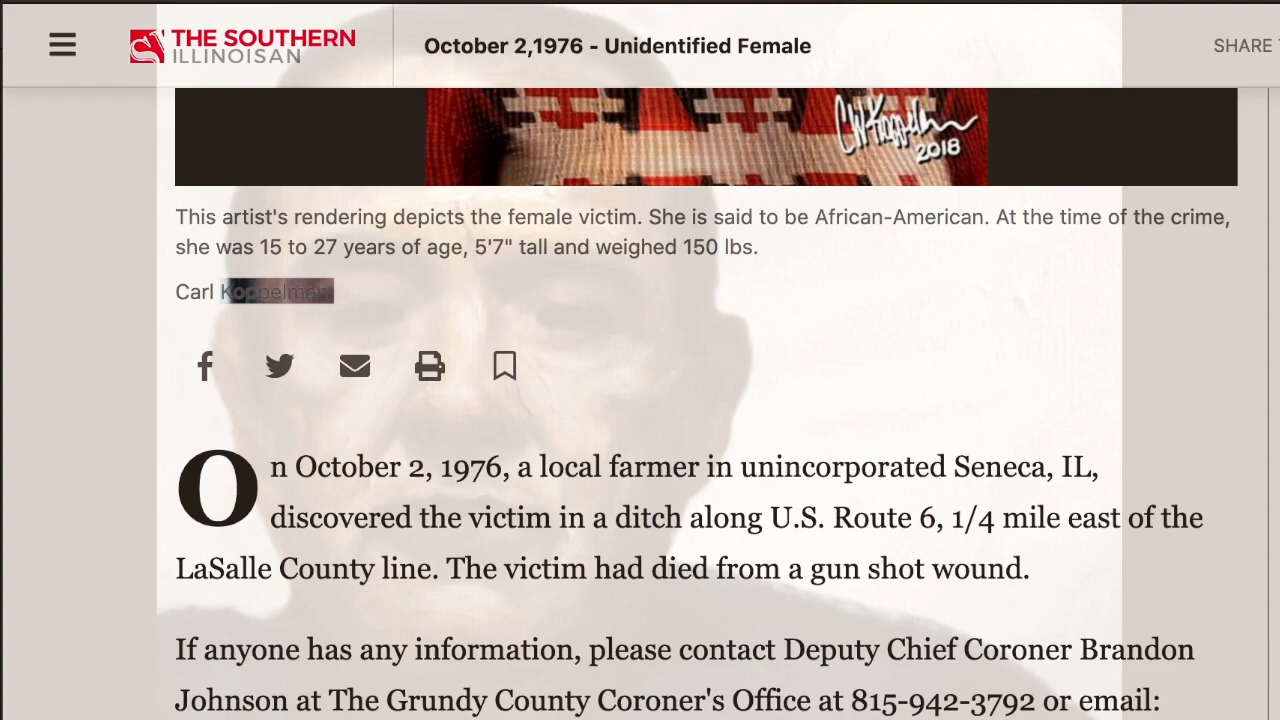 THE SOUTHERN
ILLINOISAN
October 2,1976 - Unidentified Female
SHARE
CWKoppelman
2018
This artist's rendering depicts the female victim. She is said to be African-American. At the time of the crime,
she was 15 to 27 years of age, 5'7" tall and weighed 150 lbs.
Carl Koppelman
On October 2, 1976, a local farmer in unincorporated Seneca, IL,
discovered the victim in a ditch along U.S. Route 6, 1/4 mile east of the
LaSalle County line. The victim had died from a gun shot wound.
If anyone has any information, please contact Deputy Chief Coroner Brandon
Johnson at The Grundy County Coroner's Office at 815-942-3792 or email: